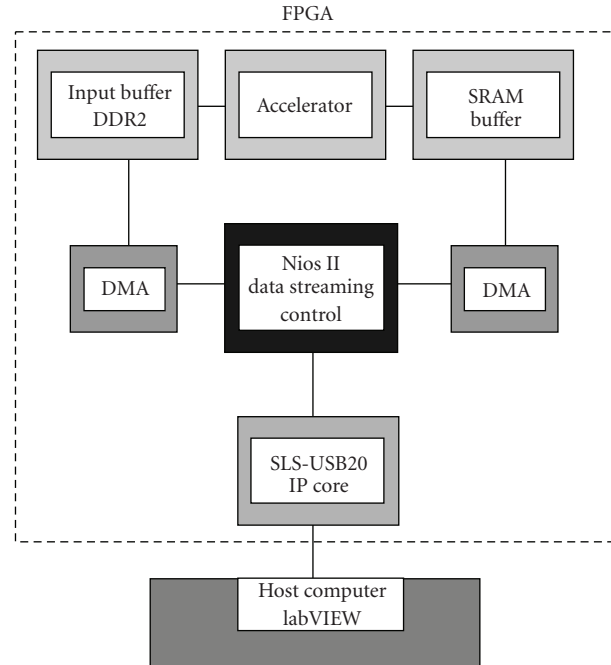 FPGA
Input buffer
DDR2
Accelerator
SRAM
buffer
DMA
Nios II
data streaming
control
DMA
SLS-USB20
IP core
Host computer
labVIEW